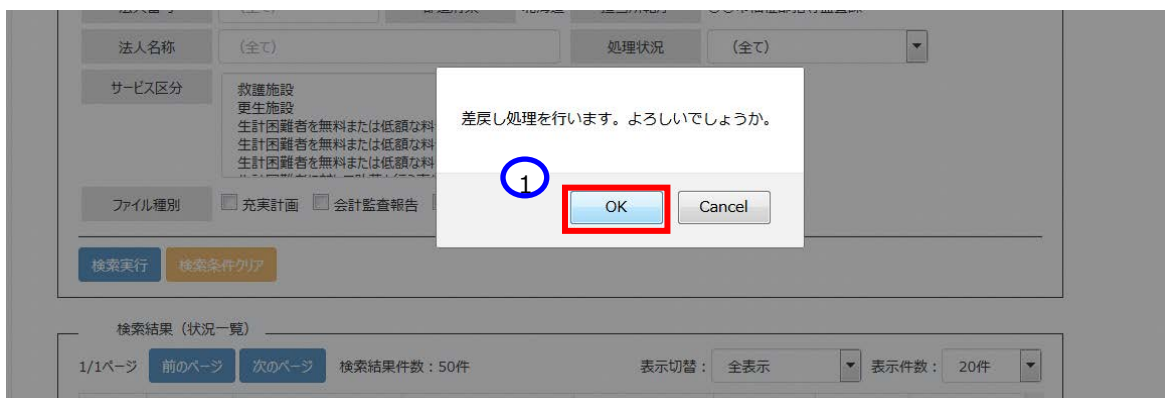 法人名称 (全て) 処理状況 (全て)
サービス区分 救護施設
更生施設
生計困難者を無料または低額な料
生計困難者を無料または低額な料
生計困難者を無料または低額な料
差戻し処理を行います。よろしいでしょうか。
1
OK Cancel
ファイル種別 充実計画 会計監査報告
検索実行 検索条件クリア
検索結果(状況一覧)
1/1ページ 前のページ 次のページ 検索結果件数:50件 表示切替: 全表示 表示件数: 20件